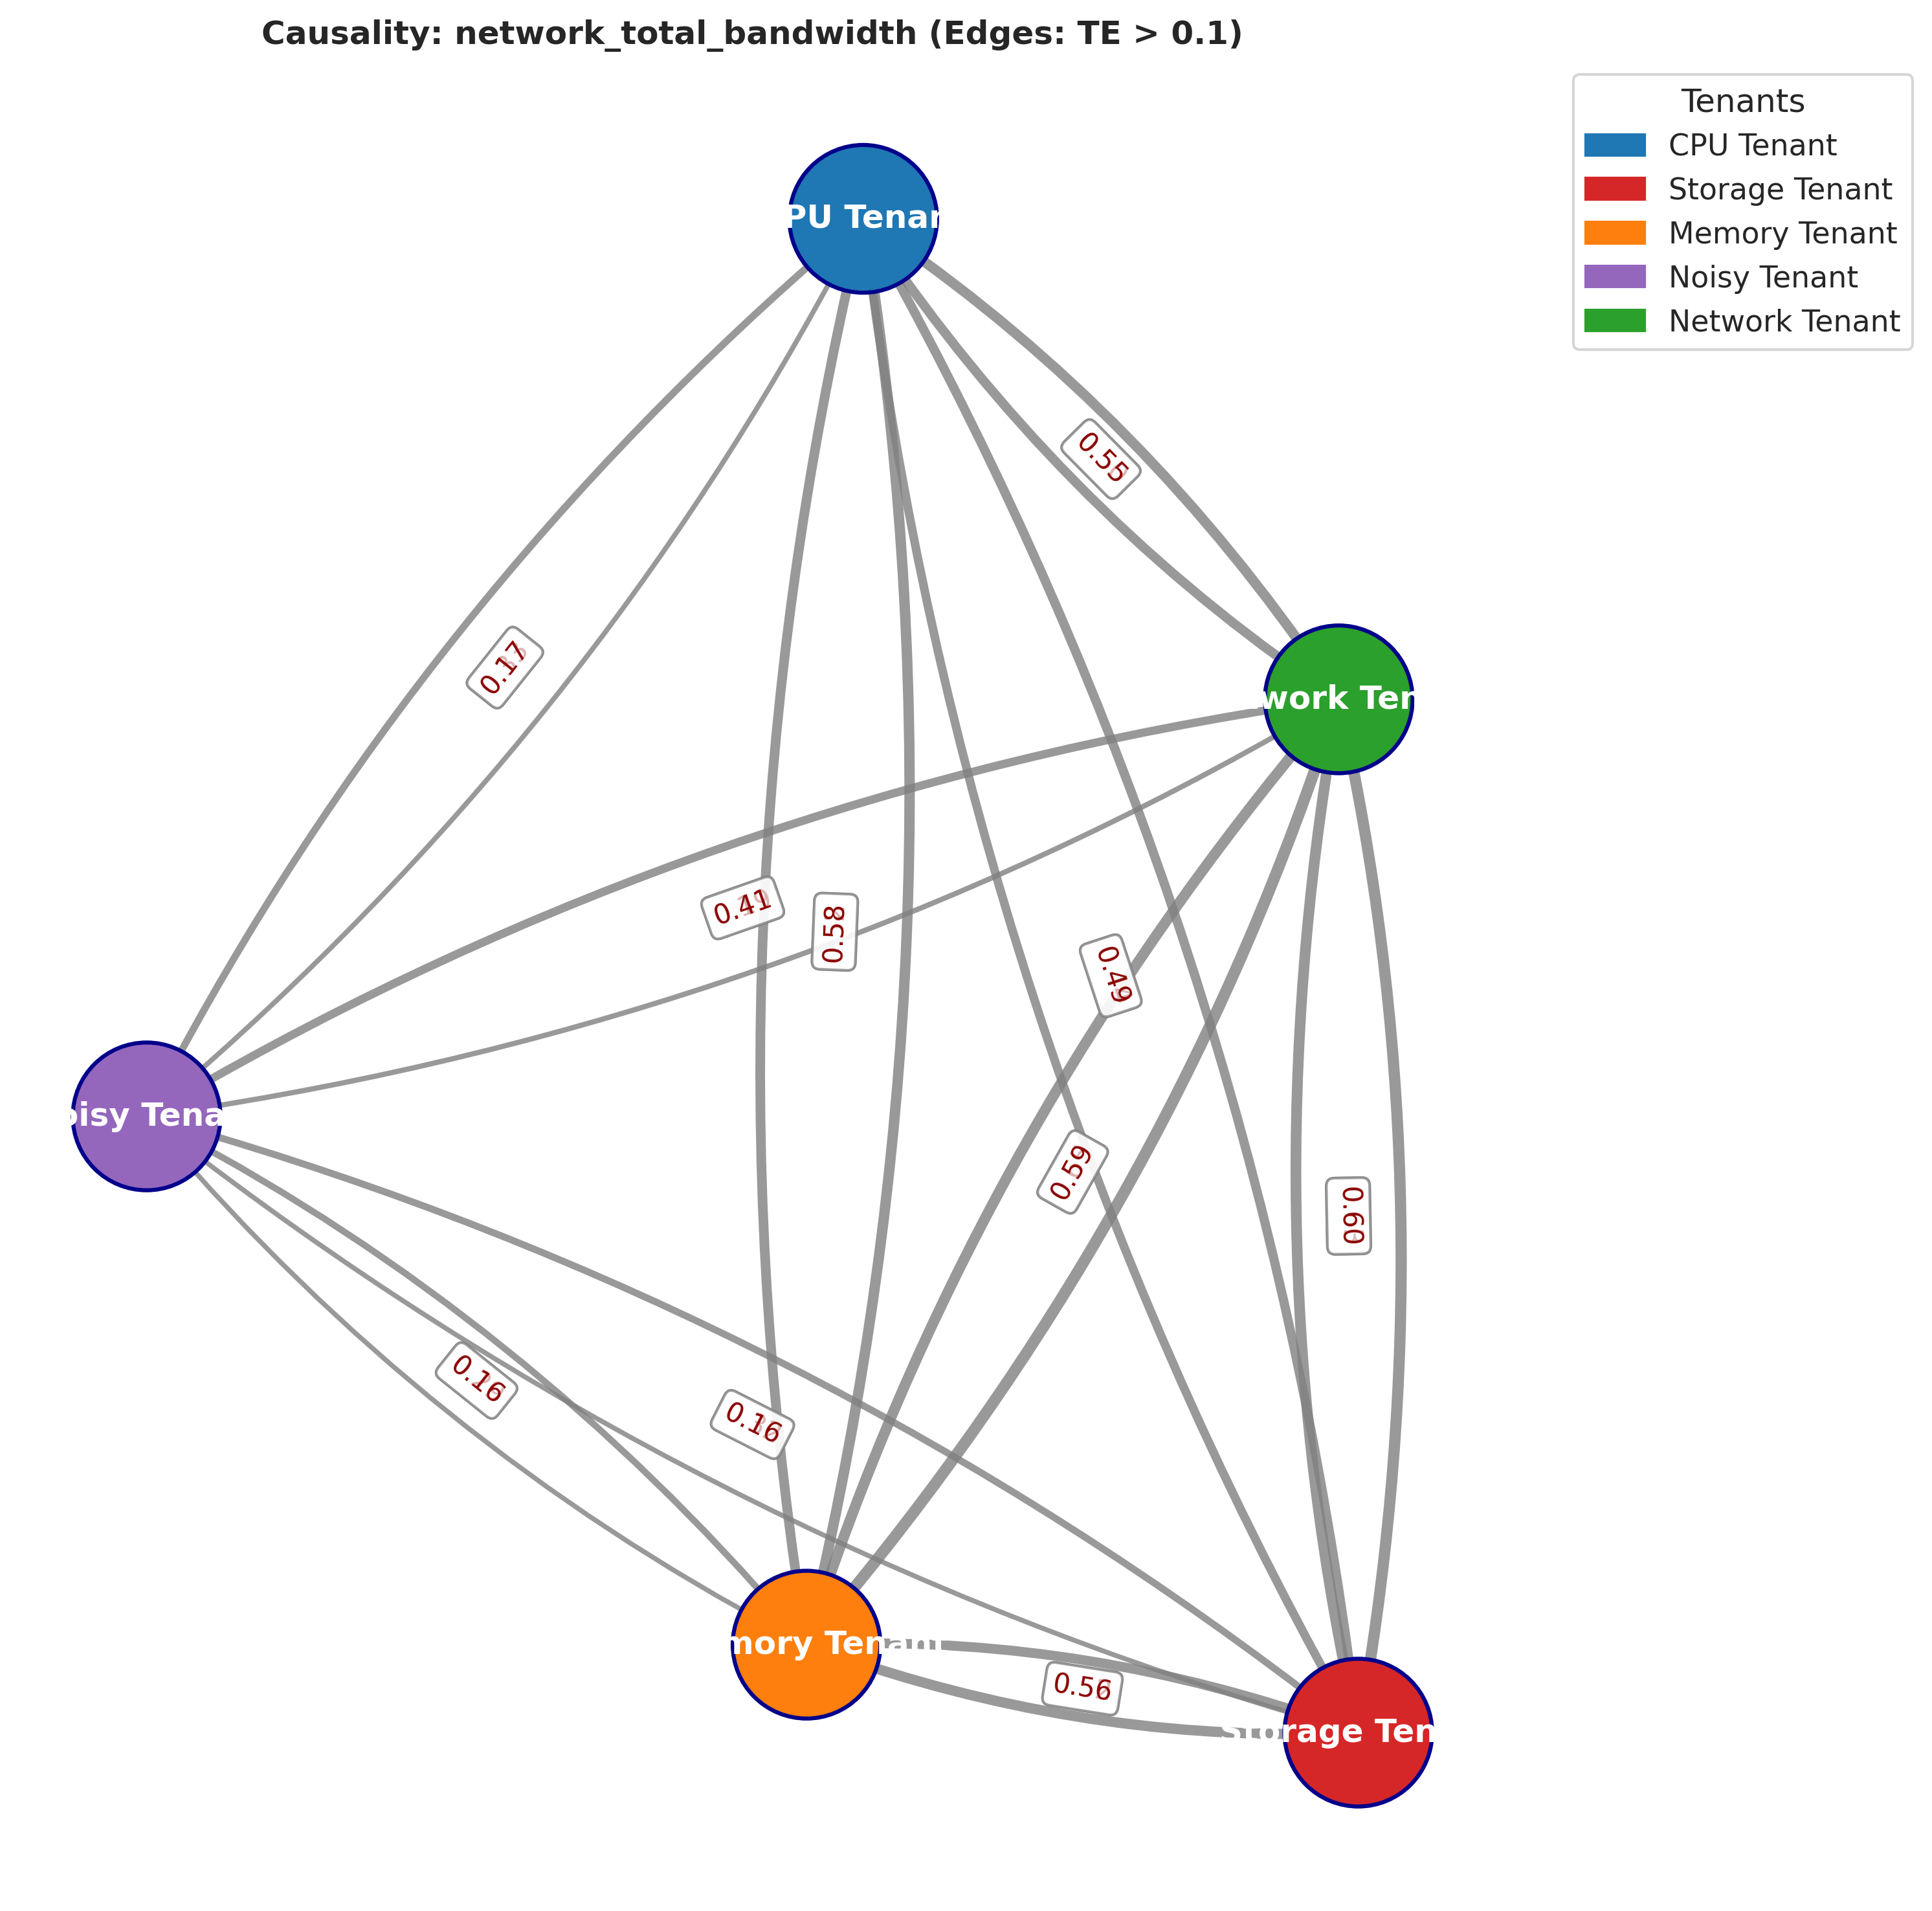 Causality: network_total_bandwidth (Edges: TE > 0.1)
Tenants
CPU Tenant
Storage Tenant
Memory Tenant
Noisy Tenant
Network Tenant
PU Tenan
0.55
0.17
work Ten
0.41
0.58
0.49
oisy Tena
0.59
0.60
0.16
0.16
mory Tenant
0.56
Storage Ten